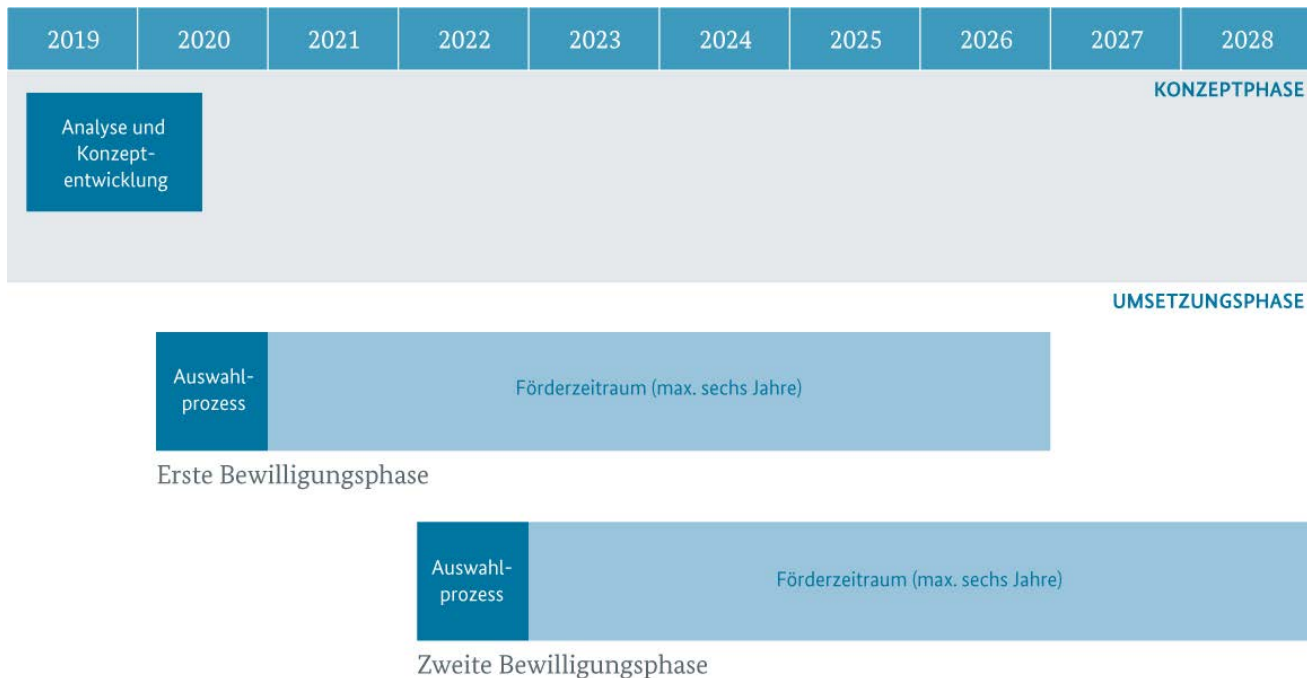 2019 2020 2021 2022 2023 2024 2025 2026 2027 2028
KONZEPTPHASE
Analyse und
Konzept-
entwicklung
UMSETZUNGSPHASE
Auswahl-
prozess
Förderzeitraum (max. sechs Jahre)
Erste Bewilligungsphase
Auswahl-
prozess
Förderzeitraum (max. sechs Jahre)
Zweite Bewilligungsphase